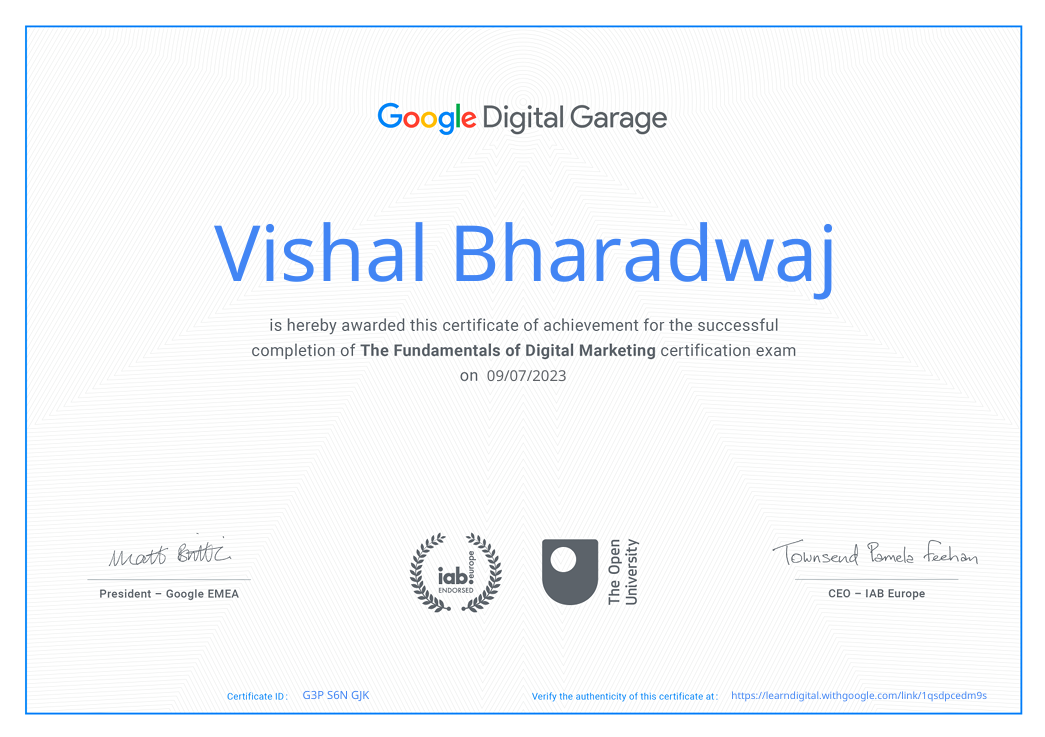 Google Digital Garage
Vishal Bharadwaj
is hereby awarded this certificate of achievement for the successful
completion of The Fundamentals of Digital Marketing certification exam
on 09/07/2023
Matt Brittin
President – Google EMEA
iab.europe
ENDORSED
The Open
University
Townsend Pamela Feehan
CEO – IAB Europe
Certificate ID: G3P S6N GJK
Verify the authenticity of this certificate at: https://learndigital.withgoogle.com/link/1qsdpcedm9s